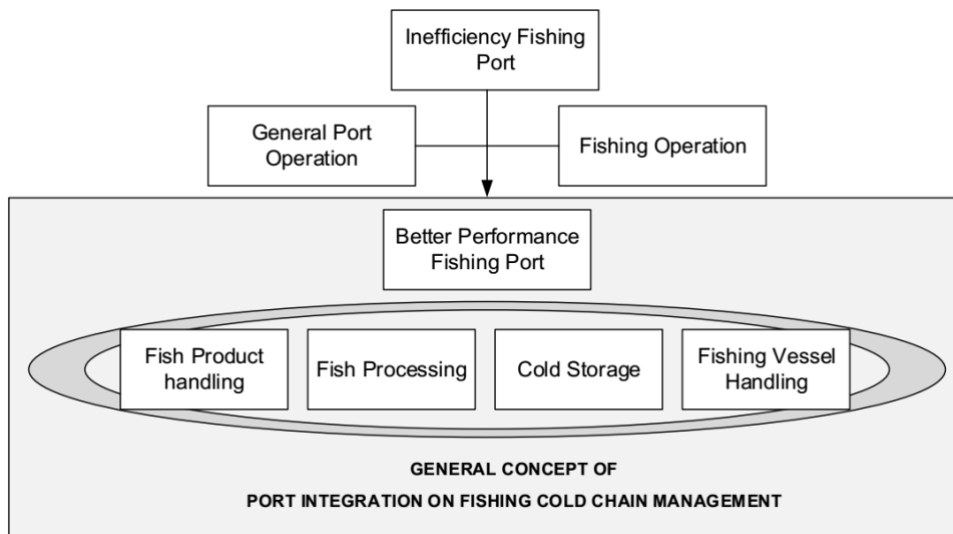 Inefficiency Fishing
Port
General Port
Operation
Fishing Operation
Better Performance
Fishing Port
Fish Product
handling
Fish Processing
Cold Storage
Fishing Vessel
Handling
GENERAL CONCEPT OF
PORT INTEGRATION ON FISHING COLD CHAIN MANAGEMENT